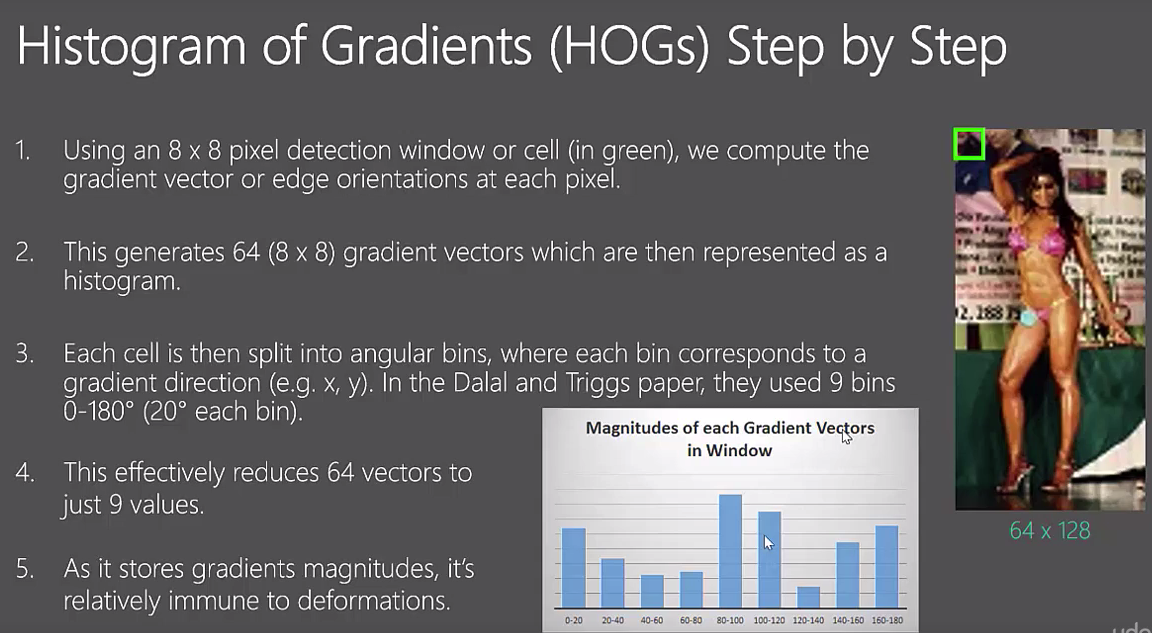 Histogram of Gradients (HOGs) Step by Step
1. Using an 8 x 8 pixel detection window or cell (in green), we compute the
gradient vector or edge orientations at each pixel.
2. This generates 64 (8 x 8) gradient vectors which are then represented as a
histogram.
3. Each cell is then split into angular bins, where each bin corresponds to a
gradient direction (e.g. x, y). In the Dalal and Triggs paper, they used 9 bins
0-180° (20° each bin).
4. This effectively reduces 64 vectors to
just 9 values.
5. As it stores gradients magnitudes, it’s
relatively immune to deformations.
Magnitudes of each Gradient Vectors
in Window
0-20 20-40 40-60 60-80 80-100 100-120 120-140 140-160 160-180
64 x 128